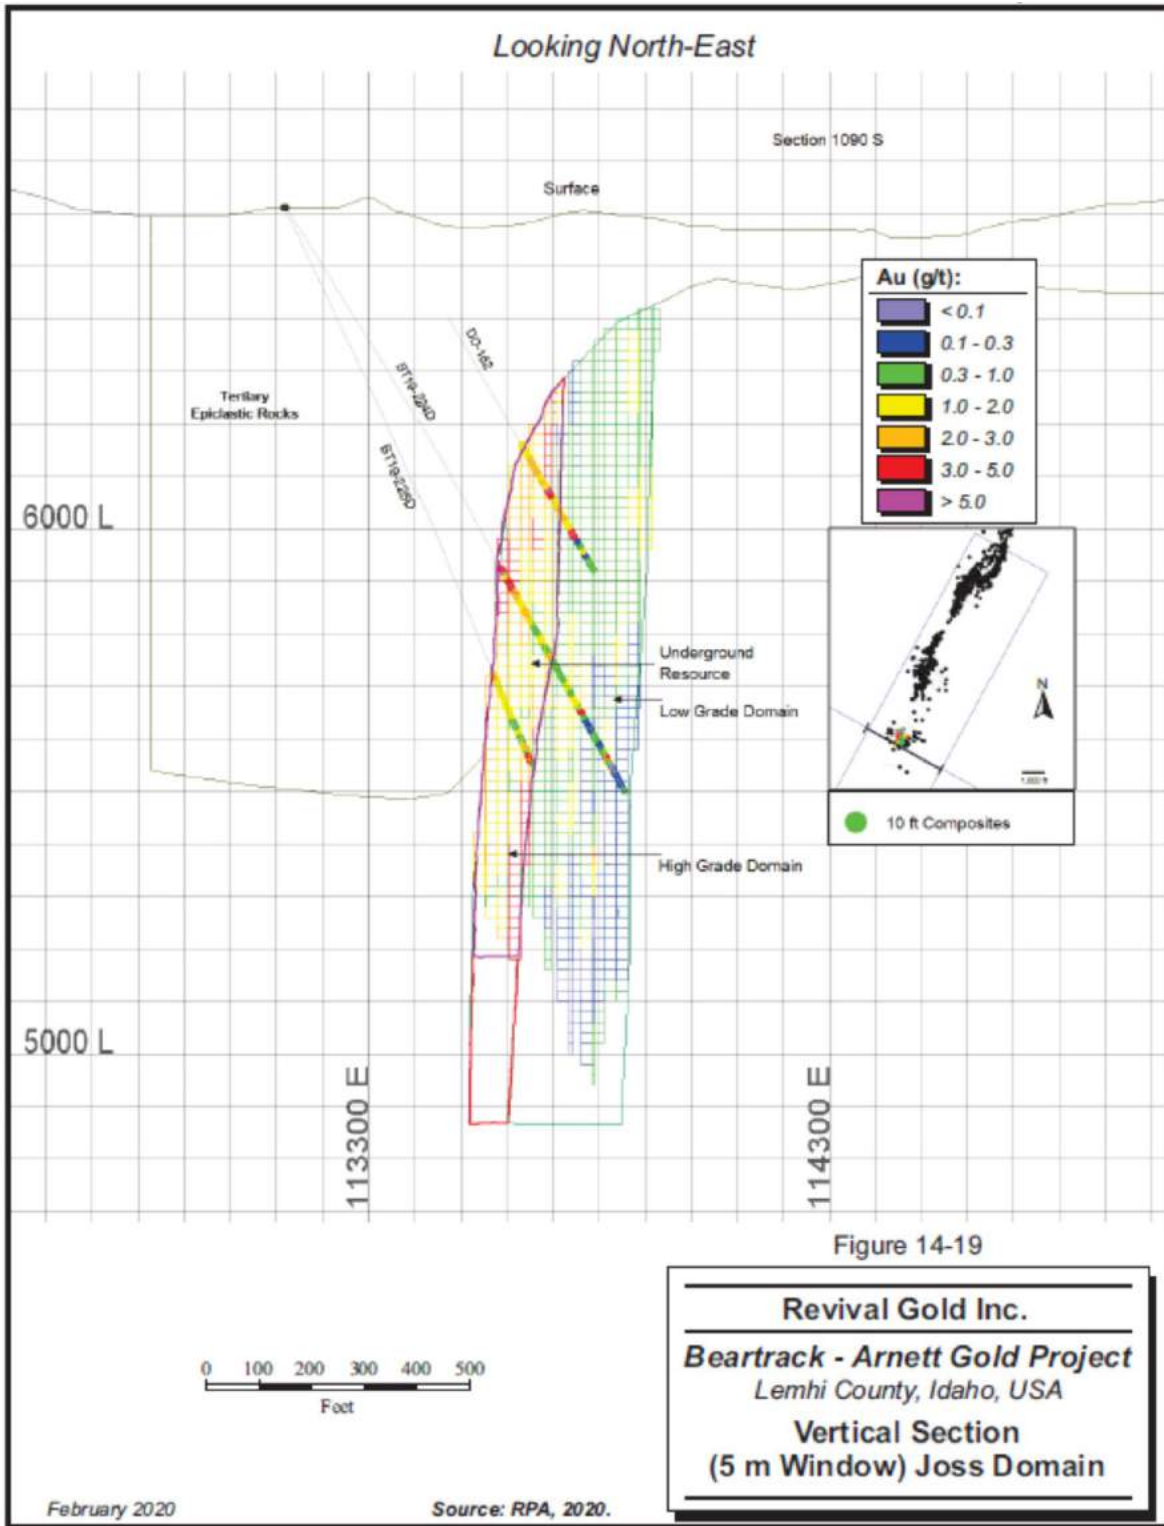 Looking North-East
Section 1090 S
Surface
Au (g/t):
< 0.1
0.1 - 0.3
0.3 - 1.0
1.0 - 2.0
2.0 - 3.0
3.0 - 5.0
> 5.0
DO-162
BT19-224D
BT19-225D
Tertiary
Epiclastic Rocks
6000 L
Underground
Resource
Low Grade Domain
N
10 ft Composites
High Grade Domain
5000 L
113300 E
114300 E
Figure 14-19
Revival Gold Inc.
Beartrack - Arnett Gold Project
Lemhi County, Idaho, USA
Vertical Section
(5 m Window) Joss Domain
0 100 200 300 400 500
Feet
February 2020
Source: RPA, 2020.